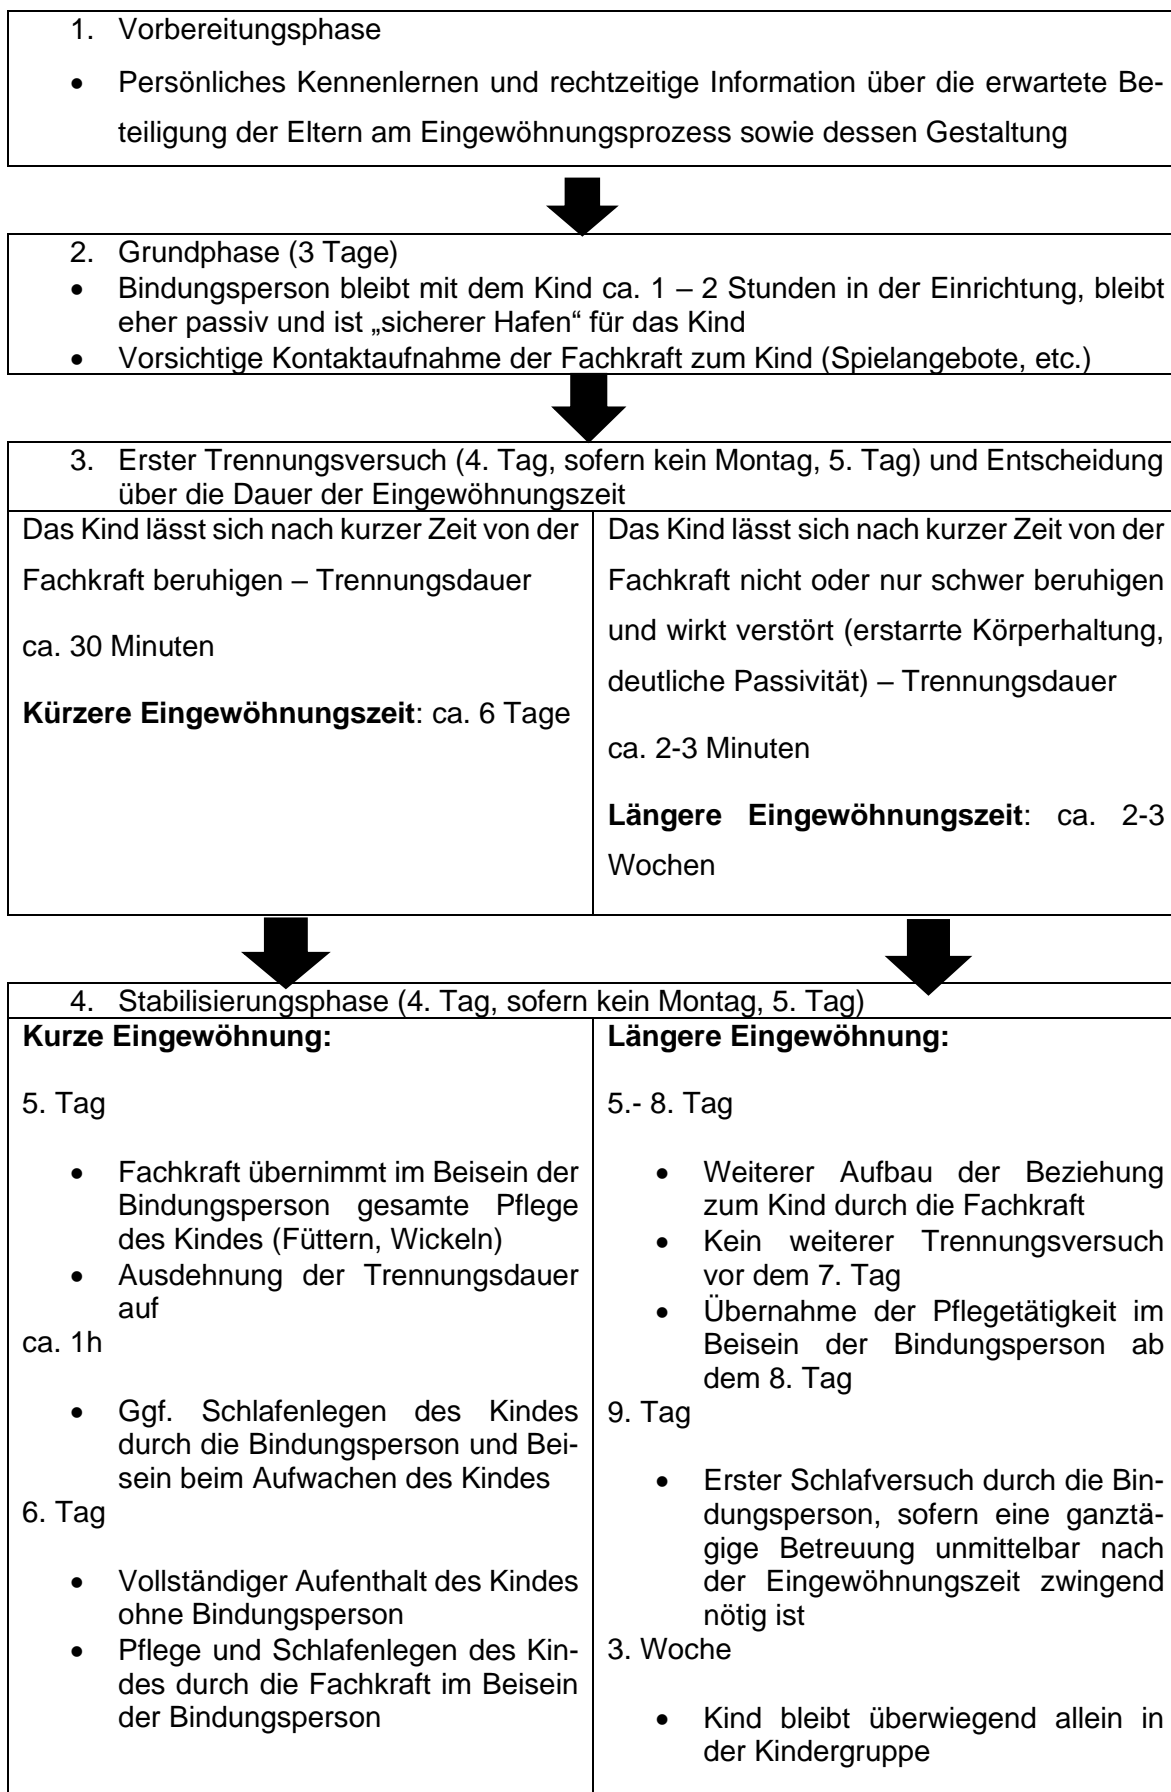 1. Vorbereitungsphase
• Persönliches Kennenlernen und rechtzeitige Information über die erwartete Be-
teiligung der Eltern am Eingewöhnungsprozess sowie dessen Gestaltung
2. Grundphase (3 Tage)
• Bindungsperson bleibt mit dem Kind ca. 1 – 2 Stunden in der Einrichtung, bleibt
eher passiv und ist „sicherer Hafen“ für das Kind
• Vorsichtige Kontaktaufnahme der Fachkraft zum Kind (Spielangebote, etc.)
3. Erster Trennungsversuch (4. Tag, sofern kein Montag, 5. Tag) und Entscheidung
über die Dauer der Eingewöhnungszeit
Das Kind lässt sich nach kurzer Zeit von der
Fachkraft beruhigen – Trennungsdauer
ca. 30 Minuten
Kürzere Eingewöhnungszeit: ca. 6 Tage
Das Kind lässt sich nach kurzer Zeit von der
Fachkraft nicht oder nur schwer beruhigen
und wirkt verstört (erstarrte Körperhaltung,
deutliche Passivität) – Trennungsdauer
ca. 2-3 Minuten
Längere Eingewöhnungszeit: ca. 2-3
Wochen
4. Stabilisierungsphase (4. Tag, sofern kein Montag, 5. Tag)
Kurze Eingewöhnung:
5. Tag
• Fachkraft übernimmt im Beisein der
Bindungsperson gesamte Pflege
des Kindes (Füttern, Wickeln)
• Ausdehnung der Trennungsdauer
auf
ca. 1h
• Ggf. Schlafenlegen des Kindes
durch die Bindungsperson und Bei-
sein beim Aufwachen des Kindes
6. Tag
• Vollständiger Aufenthalt des Kindes
ohne Bindungsperson
• Pflege und Schlafenlegen des Kin-
des durch die Fachkraft im Beisein
der Bindungsperson
Längere Eingewöhnung:
5.- 8. Tag
• Weiterer Aufbau der Beziehung
zum Kind durch die Fachkraft
• Kein weiterer Trennungsversuch
vor dem 7. Tag
• Übernahme der Pflegetätigkeit im
Beisein der Bindungsperson ab
dem 8. Tag
9. Tag
• Erster Schlafversuch durch die Bin-
dungsperson, sofern eine ganztä-
gige Betreuung unmittelbar nach
der Eingewöhnungszeit zwingend
nötig ist
3. Woche
• Kind bleibt überwiegend allein in
der Kindergruppe